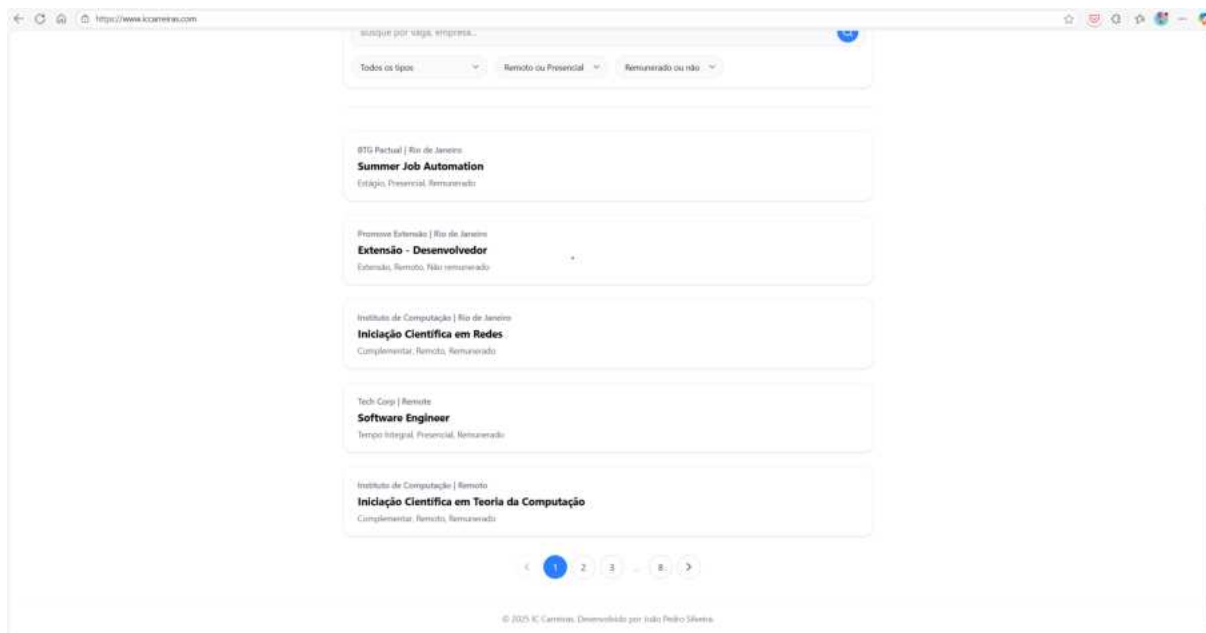 https://www.iccarreiras.com
Busque por vaga, empresa...
Todos os tipos
Remoto ou Presencial
Remunerado ou não
BTG Pactual | Rio de Janeiro
Summer Job Automation
Estágio, Presencial, Remunerado
Promove Extensão | Rio de Janeiro
Extensão - Desenvolvedor
Extensão, Remoto, Não remunerado
Instituto de Computação | Rio de Janeiro
Iniciação Científica em Redes
Complementar, Remoto, Remunerado
Tech Corp | Remote
Software Engineer
Tempo Integral, Presencial, Remunerado
Instituto de Computação | Remoto
Iniciação Científica em Teoria da Computação
Complementar, Remoto, Remunerado
1 2 3 ... 8
© 2025 IC Carreiras. Desenvolvido por João Pedro Silveira.